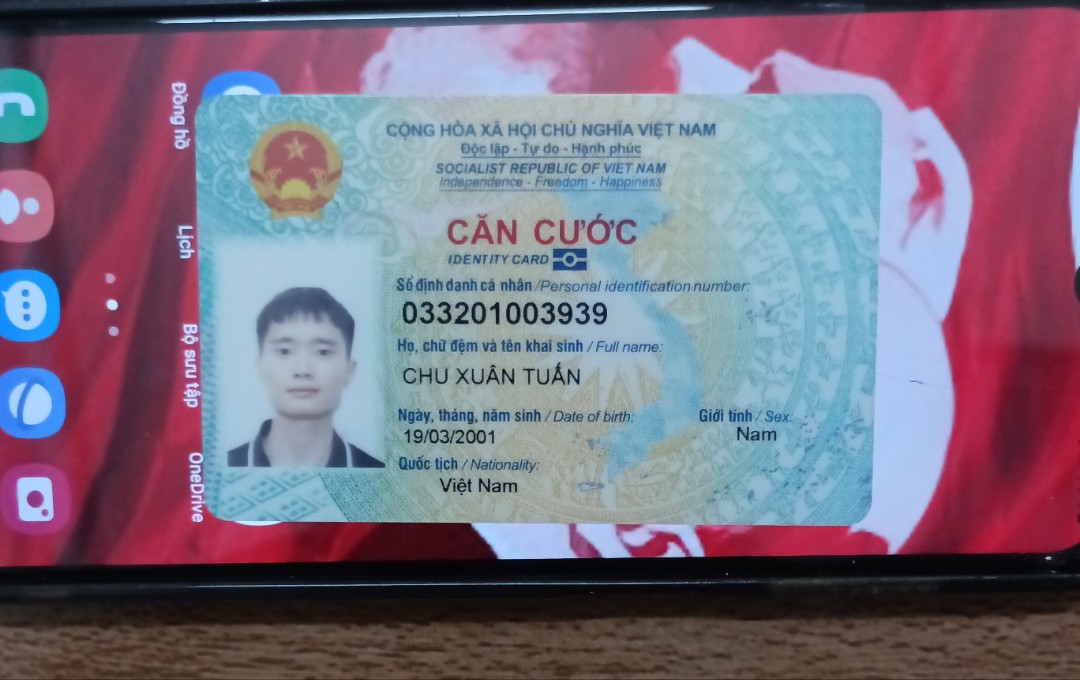 Đồng hồ
Lịch
Bộ sưu tập
OneDrive
CỘNG HÒA XÃ HỘI CHỦ NGHĨA VIỆT NAM
Độc lập - Tự do - Hạnh phúc
SOCIALIST REPUBLIC OF VIET NAM
Independence - Freedom - Happiness
CĂN CƯỚC
IDENTITY CARD
Số định danh cá nhân / Personal identification number:
033201003939
Họ, chữ đệm và tên khai sinh / Full name:
CHU XUÂN TUẤN
Ngày, tháng, năm sinh / Date of birth:
19/03/2001
Giới tính / Sex:
Nam
Quốc tịch / Nationality:
Việt Nam